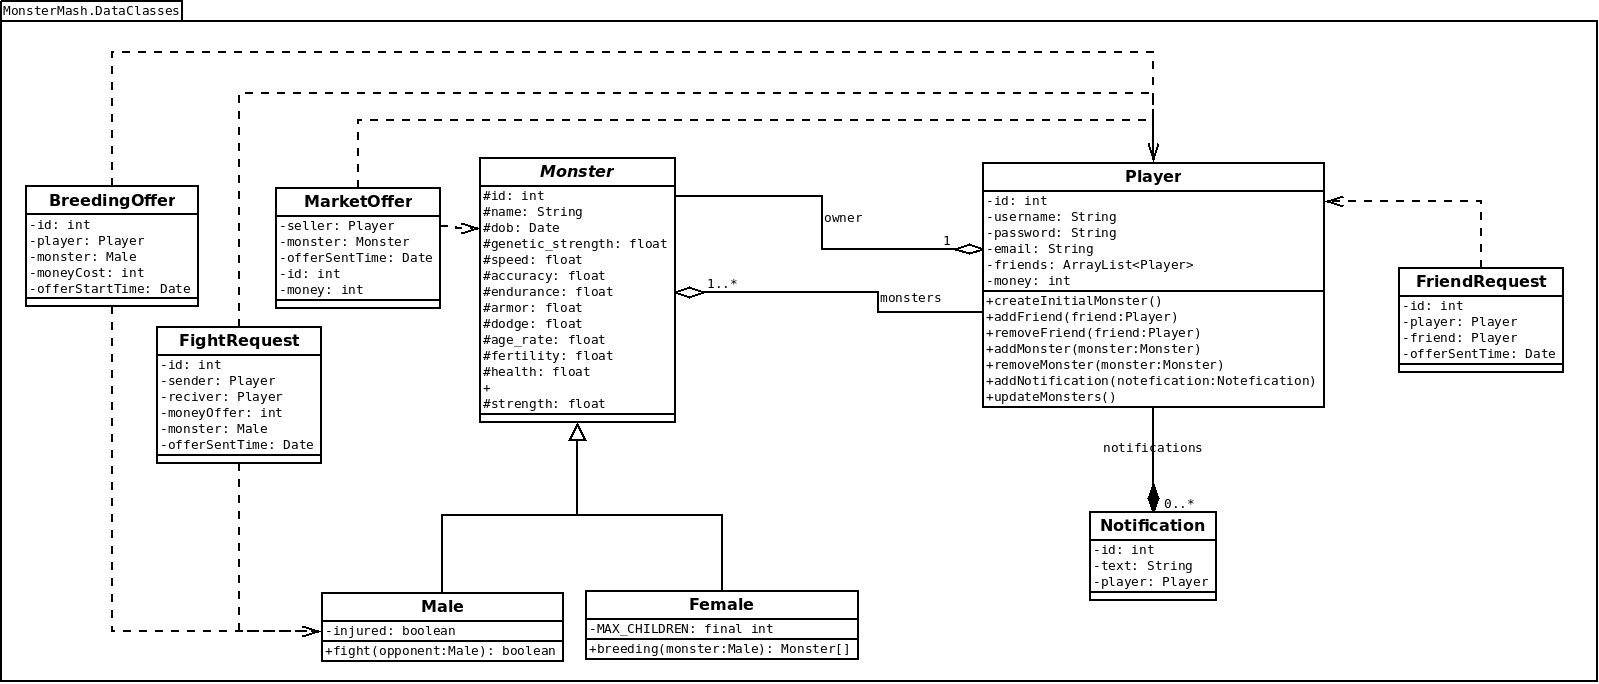 MonsterMash.DataClasses
BreedingOffer
-id: int
-player: Player
-monster: Male
-moneyCost: int
-offerStartTime: Date
FightRequest
-id: int
-sender: Player
-reciver: Player
-moneyOffer: int
-monster: Male
-offerSentTime: Date
MarketOffer
-seller: Player
-monster: Monster
-offerSentTime: Date
-id: int
-money: int
Monster
#id: int
#name: String
#dob: Date
#genetic_strength: float
#speed: float
#accuracy: float
#endurance: float
#armor: float
#dodge: float
#age_rate: float
#fertility: float
#health: float
+
#strength: float
owner
1
1..*
monsters
Player
-id: int
-username: String
-password: String
-email: String
-friends: ArrayList<Player>
-money: int
+createInitialMonster()
+addFriend(friend:Player)
+removeFriend(friend:Player)
+addMonster(monster:Monster)
+removeMonster(monster:Monster)
+addNotification(notefication:Notefication)
+updateMonsters()
FriendRequest
-id: int
-player: Player
-friend: Player
-offerSentTime: Date
notifications
0..*
Notification
-id: int
-text: String
-player: Player
Male
-injured: boolean
+fight(opponent:Male): boolean
Female
-MAX_CHILDREN: final int
+breeding(monster:Male): Monster[]